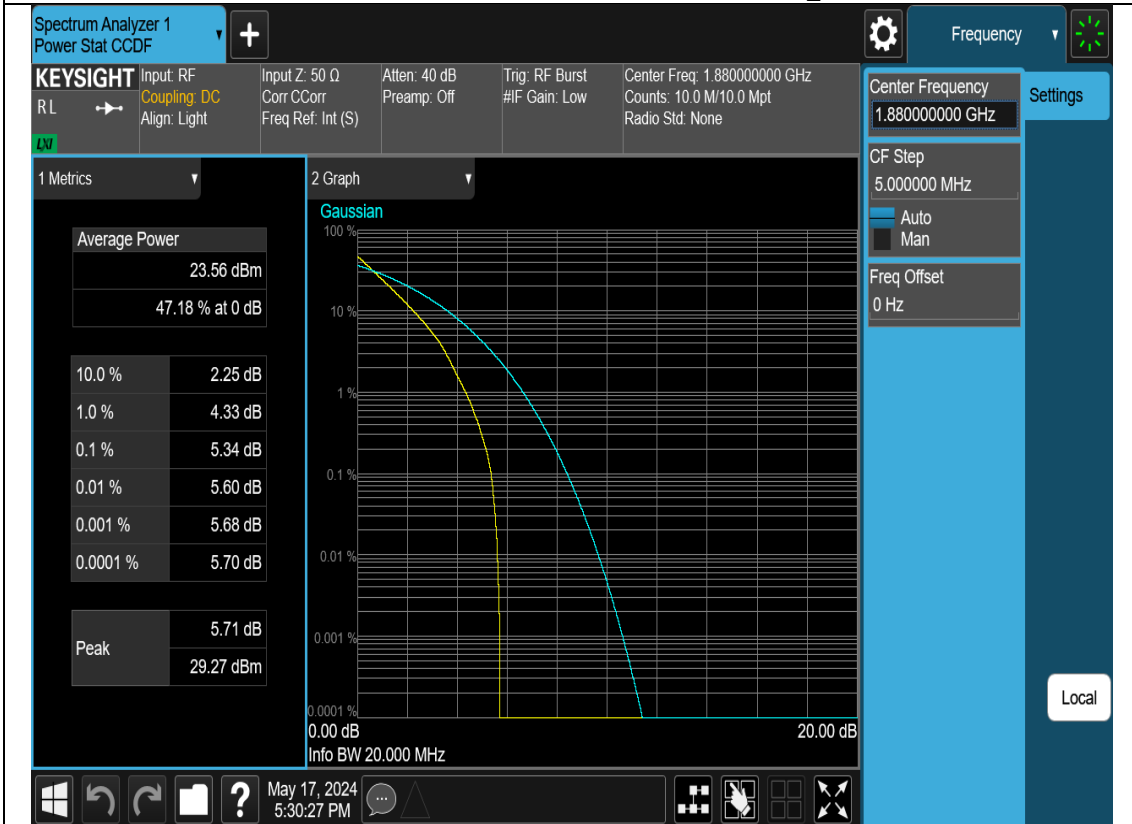 Spectrum Analyzer 1
Power Stat CCDF
Frequency
KEYSIGHT
RL
LXI
Input: RF
Coupling: DC
Align: Light
Input Z: 50 Ω
Corr CCorr
Freq Ref: Int (S)
Atten: 40 dB
Preamp: Off
Trig: RF Burst
#IF Gain: Low
Center Freq: 1.880000000 GHz
Counts: 10.0 M/10.0 Mpt
Radio Std: None
Center Frequency
1.880000000 GHz
Settings
CF Step
5.000000 MHz
Auto
Man
Freq Offset
0 Hz
1 Metrics
Average Power
23.56 dBm
47.18 % at 0 dB
10.0 % 2.25 dB
1.0 % 4.33 dB
0.1 % 5.34 dB
0.01 % 5.60 dB
0.001 % 5.68 dB
0.0001 % 5.70 dB
Peak
5.71 dB
29.27 dBm
2 Graph
Gaussian
100 %
10 %
1 %
0.1 %
0.01 %
0.001 %
0.0001 %
0.00 dB 20.00 dB
Info BW 20.000 MHz
Local
?
May 17, 2024
5:30:27 PM